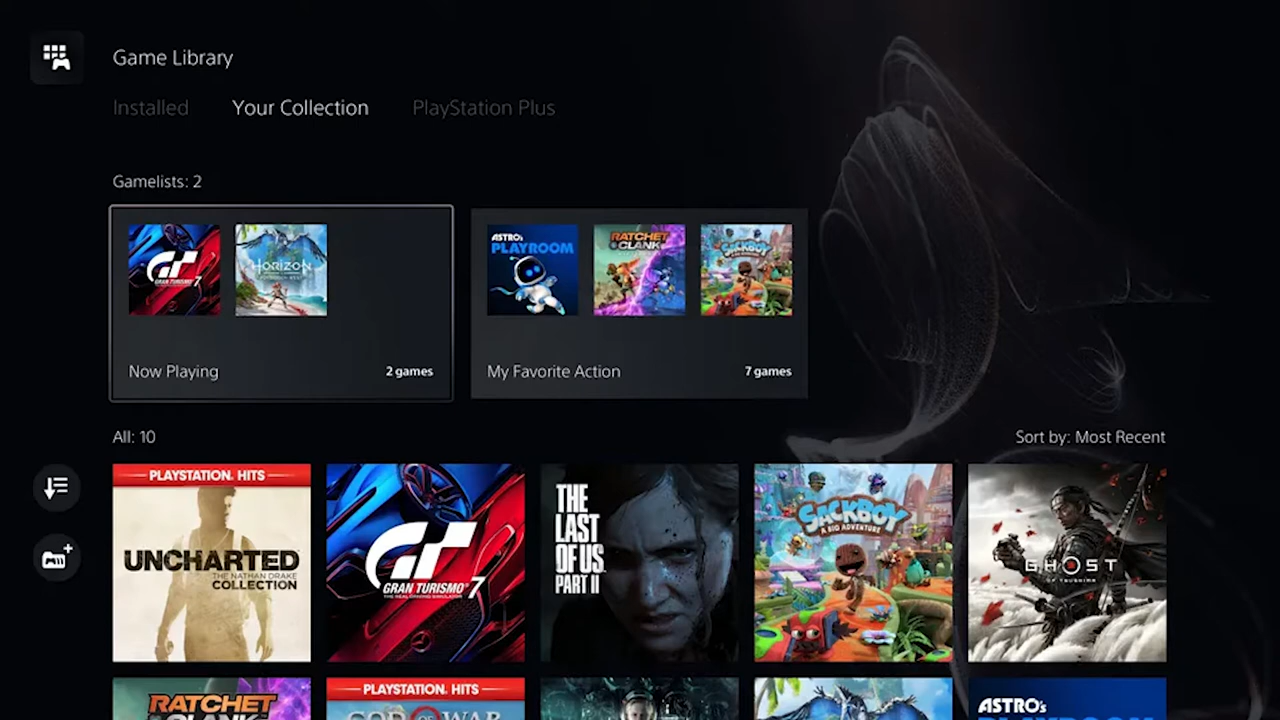 Game Library
Installed Your Collection PlayStation Plus
Gamelists: 2
GT
GRAN TURISMO 7
HORIZON
ASTRO's
PLAYROOM
RATCHET
CLANK
SACKBOY
Now Playing 2 games
My Favorite Action 7 games
All: 10
Sort by: Most Recent
PLAYSTATION HITS
UNCHARTED
THE NATHAN DRAKE
COLLECTION
GT
GRAN TURISMO 7
THE REAL DRIVING SIMULATOR
THE
LAST
OF US
PART II
SACKBOY
A BIG ADVENTURE
GHOST
OF TSUSHIMA
RATCHET
PLAYSTATION HITS
GOD OF WAR
ASTRO's
PLAYROOM